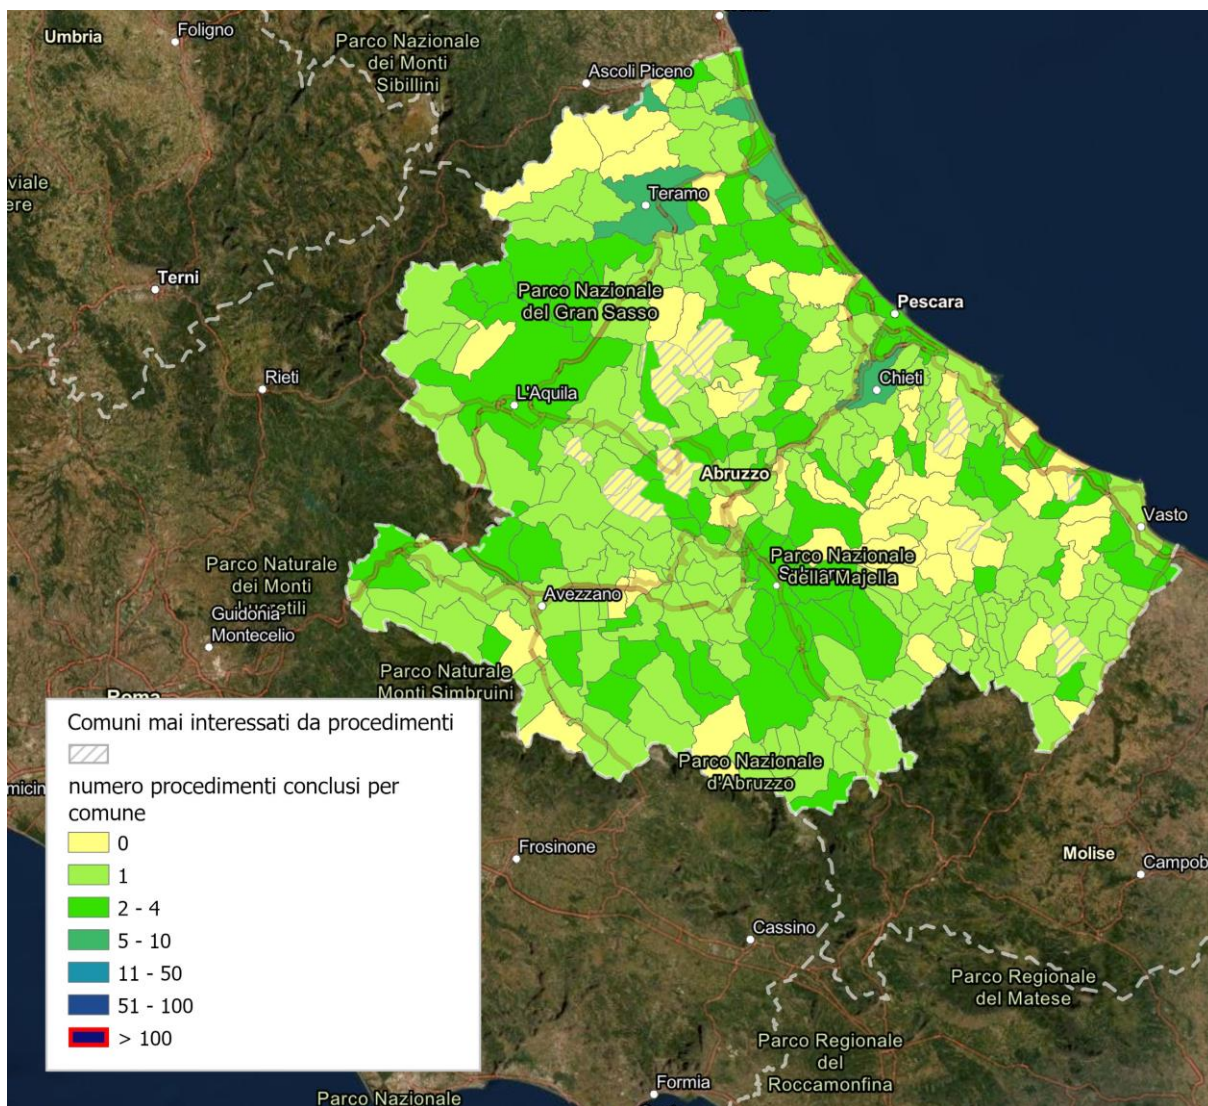 Umbria
Foligno
Parco Nazionale
dei Monti
Sibillini
Ascoli Piceno
viale
ere
Teramo
Terni
Parco Nazionale
del Gran Sasso
Pescara
Rieti
Chieti
L'Aquila
Abruzzo
Vasto
Parco Naturale
dei Monti
Lucretili
Guidonia
Montecelio
Parco Nazionale
della Majella
Avezzano
Parco Naturale
Monti Simbruini
Roma
Parco Nazionale
d'Abruzzo
Comuni mai interessati da procedimenti
numero procedimenti conclusi per
comune
0
1
2 - 4
5 - 10
11 - 50
51 - 100
> 100
micin
Frosinone
Molise
Campob
Cassino
Parco Regionale
del Matese
Parco Regionale
del
Roccamonfina
Formia
Parco Nazionale